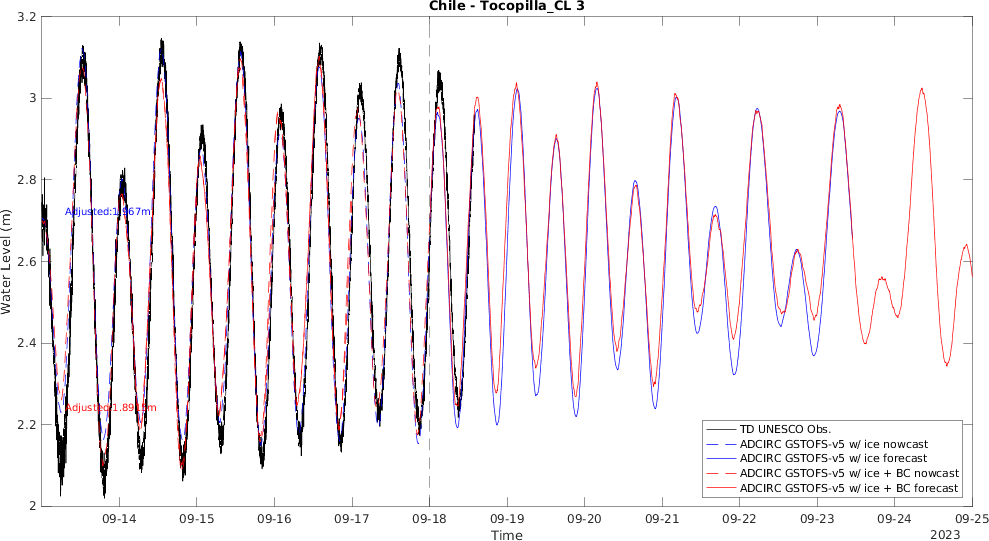 Chile - Tocopilla_CL 3
3.2
3
2.8
2.6
2.4
2.2
2
Water Level (m)
Adjusted:1.967m
TD UNESCO Obs.
ADCIRC GSTOFS-v5 w/ ice nowcast
ADCIRC GSTOFS-v5 w/ ice forecast
ADCIRC GSTOFS-v5 w/ ice + BC nowcast
ADCIRC GSTOFS-v5 w/ ice + BC forecast
09-14 09-15 09-16 09-17 09-18 09-19 09-20 09-21 09-22 09-23 09-24 09-25
Time
2023